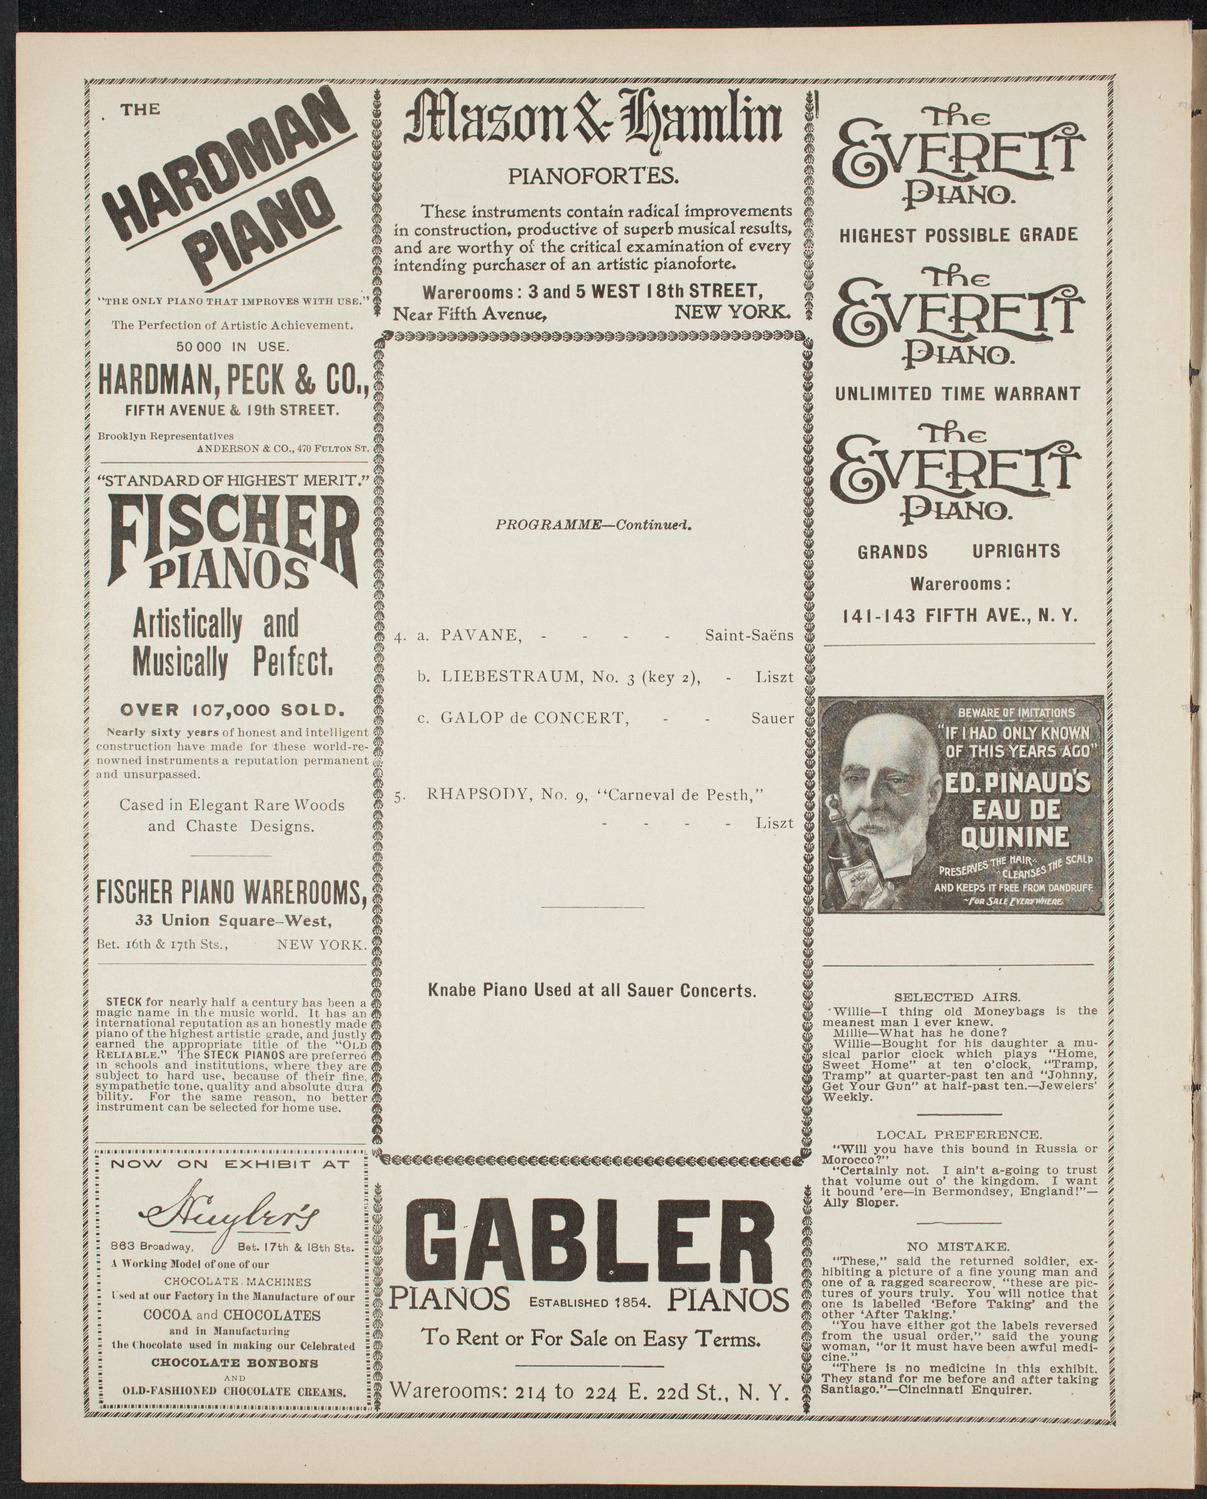 THE
HARDMAN
PIANO
"THE ONLY PIANO THAT IMPROVES WITH USE."
The Perfection of Artistic Achievement.
50 000 IN USE.
HARDMAN, PECK & CO.,
FIFTH AVENUE & 19th STREET.
Brooklyn Representatives
ANDERSON & CO., 470 FULTON ST.
"STANDARD OF HIGHEST MERIT."
FISCHER
PIANOS
Artistically and
Musically Perfect.
OVER 107,000 SOLD.
Nearly sixty years of honest and intelligent
construction have made for these world-re-
nowned instruments a reputation permanent
and unsurpassed.
Cased in Elegant Rare Woods
and Chaste Designs.
FISCHER PIANO WAREROOMS,
33 Union Square–West,
Bet. 16th & 17th Sts., NEW YORK.
STECK for nearly half a century has been a
magic name in the music world. It has an
international reputation as an honestly made
piano of the highest artistic grade, and justly
earned the appropriate title of the "OLD
RELIABLE." The STECK PIANOS are preferred
in schools and institutions, where they are
subject to hard use, because of their fine,
sympathetic tone, quality and absolute dura
bility. For the same reason, no better
instrument can be selected for home use.
NOW ON EXHIBIT AT
Huyler's
863 Broadway, Bet. 17th & 18th Sts.
A Working Model of one of our
CHOCOLATE MACHINES
Used at our Factory in the Manufacture of our
COCOA and CHOCOLATES
and in Manufacturing
the Chocolate used in making our Celebrated
CHOCOLATE BONBONS
AND
OLD-FASHIONED CHOCOLATE CREAMS.
Mason & Hamlin
PIANOFORTES.
These instruments contain radical improvements
in construction, productive of superb musical results,
and are worthy of the critical examination of every
intending purchaser of an artistic pianoforte.
Warerooms: 3 and 5 WEST 18th STREET,
Near Fifth Avenue, NEW YORK.
PROGRAMME—Continued.
4. a. PAVANE, - - - - Saint-Saëns
b. LIEBESTRAUM, No. 3 (key 2), - Liszt
c. GALOP de CONCERT, - - Sauer
5. RHAPSODY, No. 9, "Carneval de Pesth,"
- - - - Liszt
Knabe Piano Used at all Sauer Concerts.
GABLER
PIANOS ESTABLISHED 1854. PIANOS
To Rent or For Sale on Easy Terms.
Warerooms: 214 to 224 E. 22d St., N. Y.
The
EVERETT
PIANO.
HIGHEST POSSIBLE GRADE
The
EVERETT
PIANO.
UNLIMITED TIME WARRANT
The
EVERETT
PIANO.
GRANDS UPRIGHTS
Warerooms:
141-143 FIFTH AVE., N. Y.
BEWARE OF IMITATIONS
"IF I HAD ONLY KNOWN
OF THIS YEARS AGO"
ED. PINAUD'S
EAU DE
QUININE
PRESERVES THE HAIR
CLEANSES THE SCALP
AND KEEPS IT FREE FROM DANDRUFF.
~FOR SALE EVERYWHERE.
SELECTED AIRS.
Willie—I thing old Moneybags is the
meanest man I ever knew.
Millie—What has he done?
Willie—Bought for his daughter a mu-
sical parlor clock which plays "Home,
Sweet Home" at ten o'clock, "Tramp,
Tramp" at quarter-past ten and "Johnny,
Get Your Gun" at half-past ten.—Jewelers'
Weekly.
LOCAL PREFERENCE.
"Will you have this bound in Russia or
Morocco?"
"Certainly not. I ain't a-going to trust
that volume out o' the kingdom. I want
it bound 'ere—in Bermondsey, England!"—
Ally Sloper.
NO MISTAKE.
"These," said the returned soldier, ex-
hibiting a picture of a fine young man and
one of a ragged scarecrow, "these are pic-
tures of yours truly. You will notice that
one is labelled 'Before Taking' and the
other 'After Taking.'
"You have either got the labels reversed
from the usual order," said the young
woman, "or it must have been awful medi-
cine."
"There is no medicine in this exhibit.
They stand for me before and after taking
Santiago."—Cincinnati Enquirer.